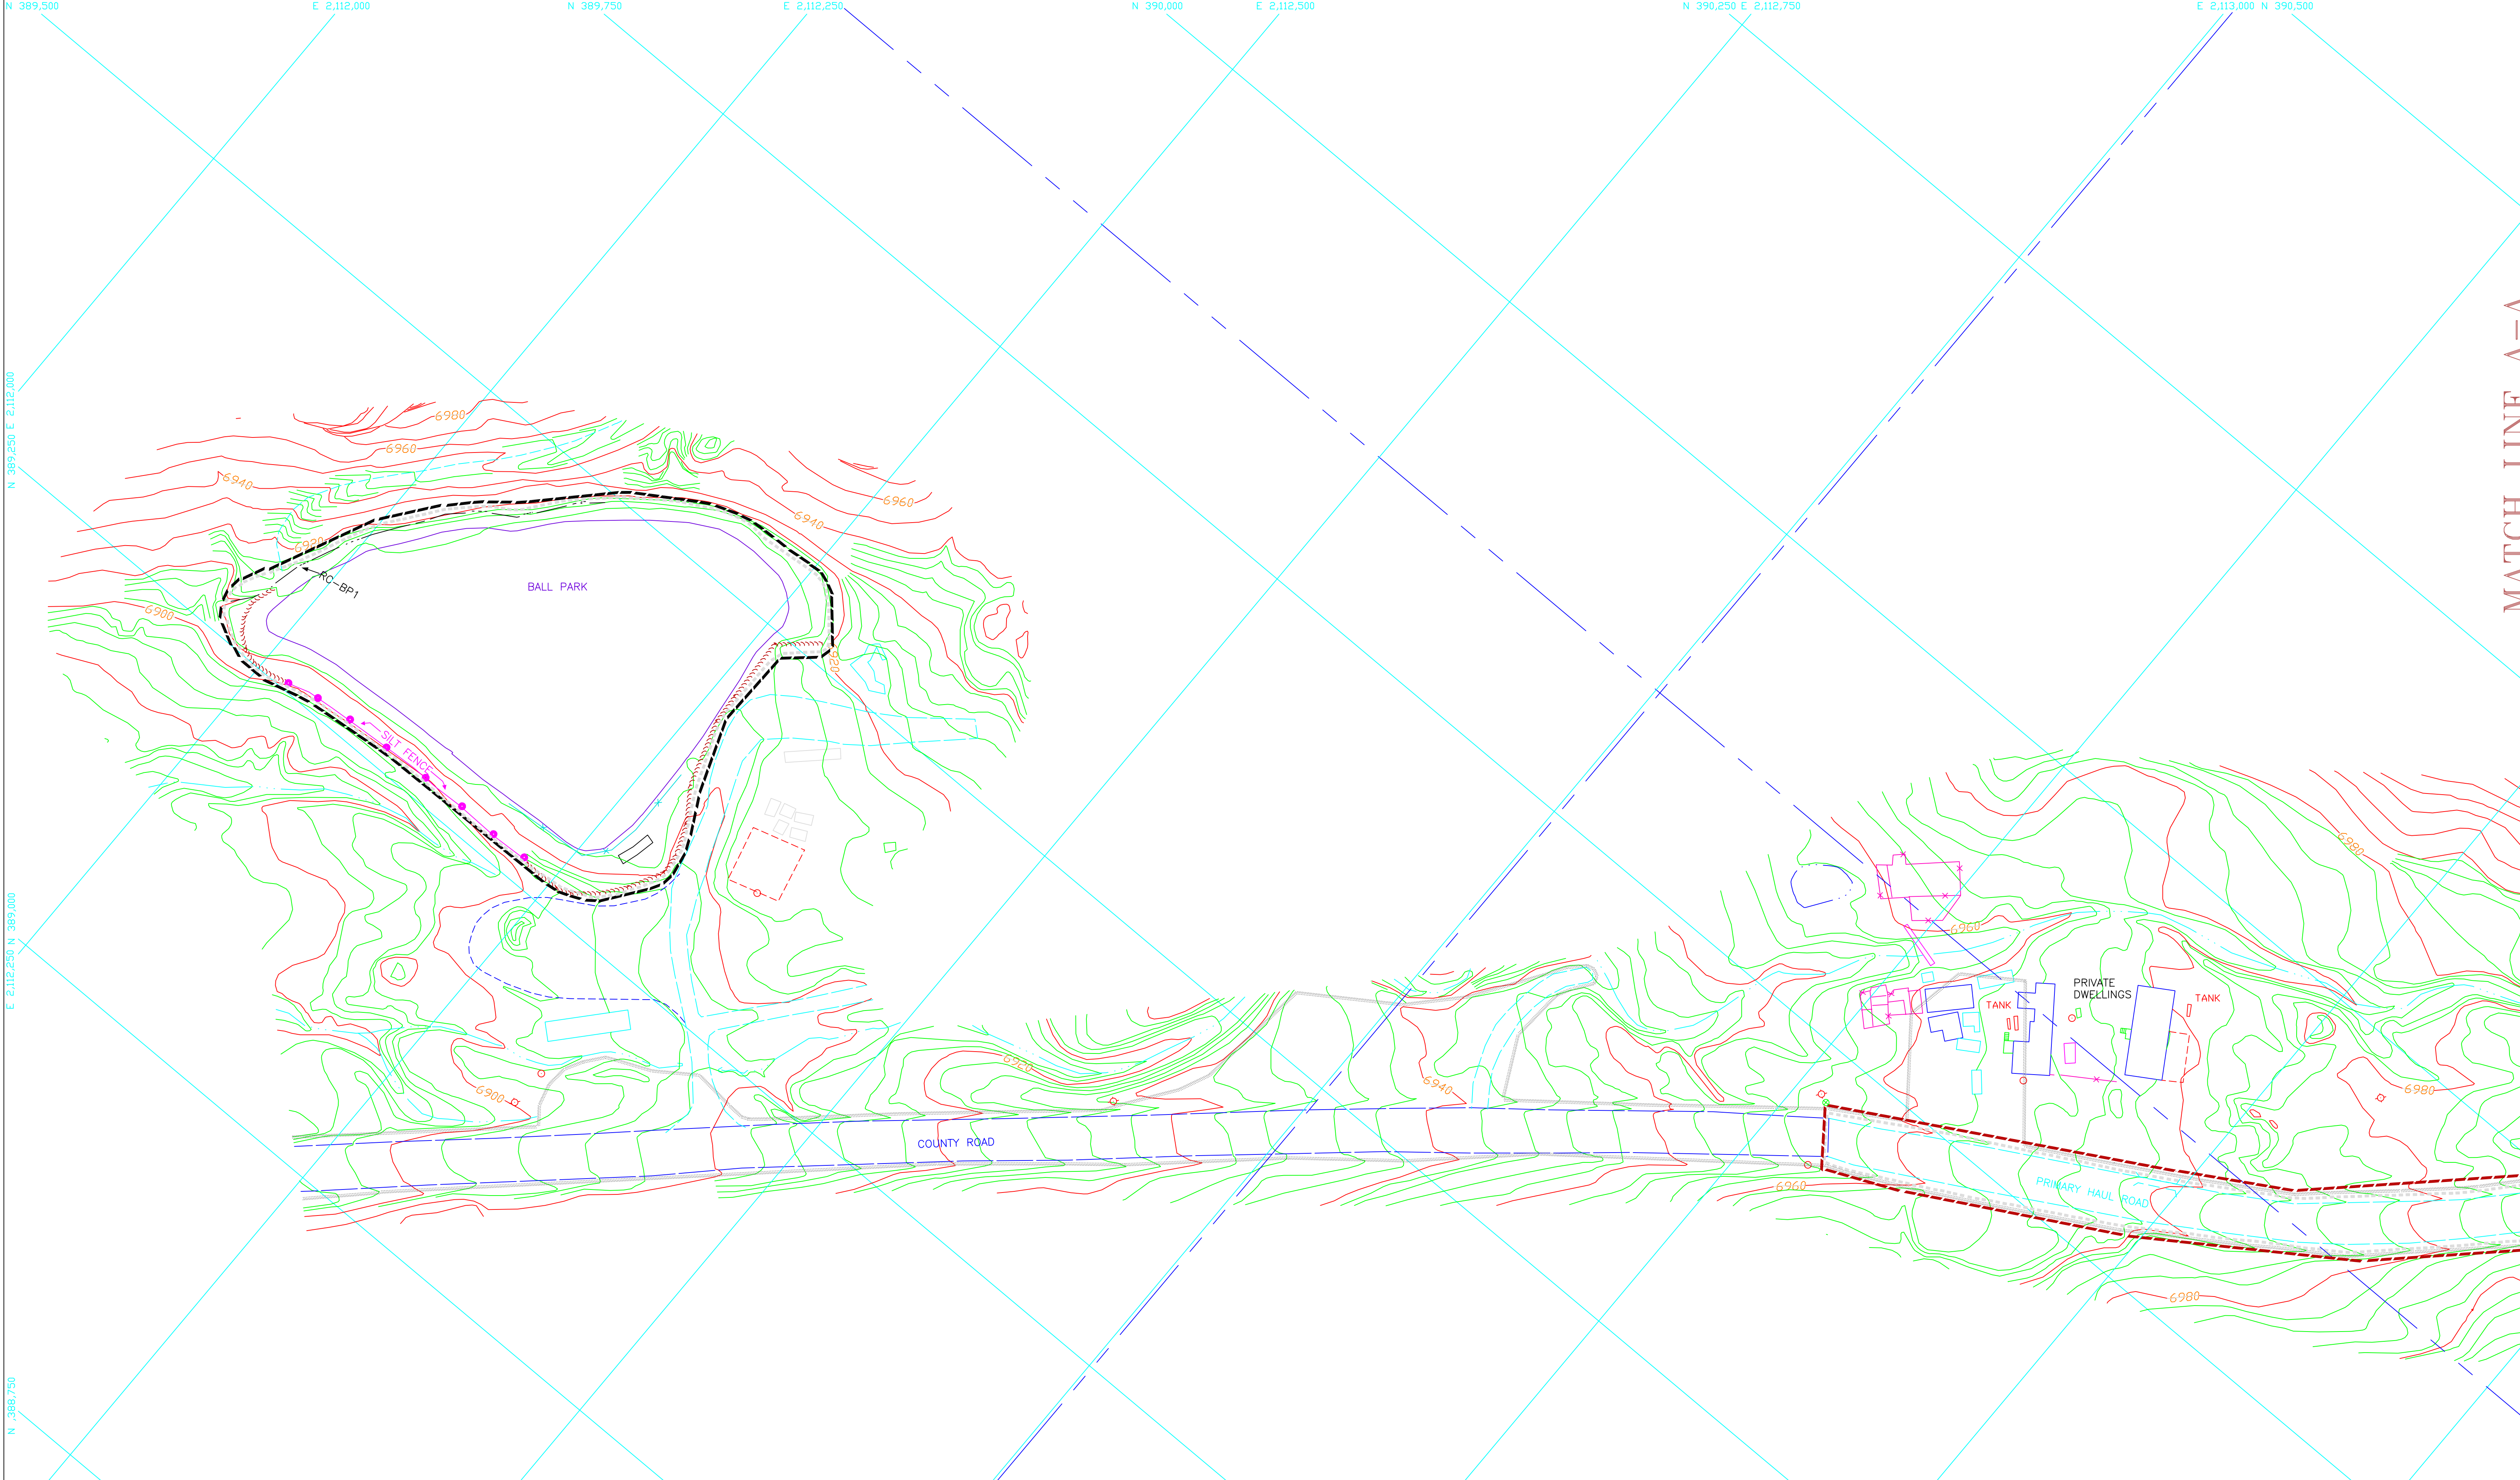 N 389,500
E 2,112,000
N 389,750
E 2,112,250
N 390,000
E 2,112,500
N 390,250
E 2,112,750
E 2,113,000
N 390,500
E 2,112,000
N 389,250
N 389,000
E 2,112,250
N 388,750
MATCH LINE A-A
6980
6960
6940
6920
6900
6960
6940
6920
RC-BP1
BALL PARK
SILT FENCE
6900
6920
6940
COUNTY ROAD
6960
6960
6980
PRIVATE
DWELLINGS
TANK
TANK
6980
PRIMARY HAUL ROAD
6980